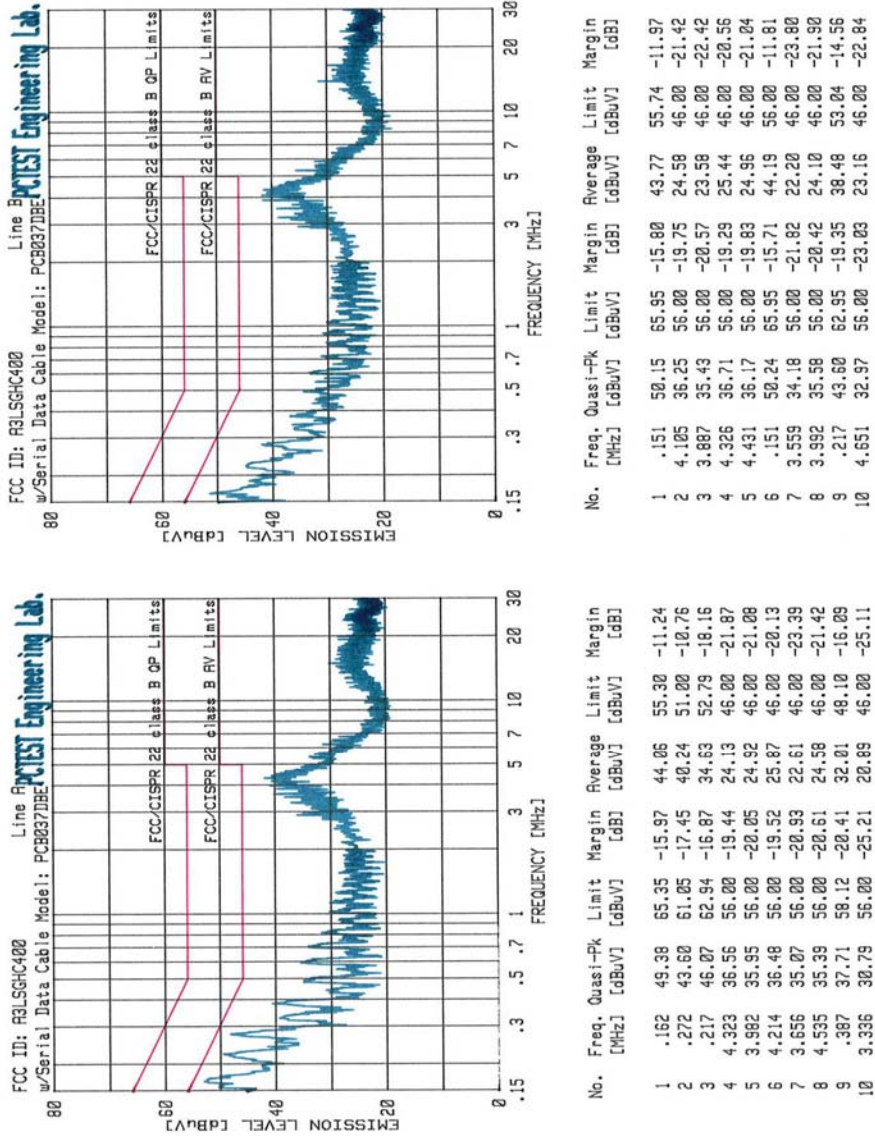 FCC ID: A3LSGHC400 Line A PCTEST Engineering Lab.
w/Serial Data Cable Model: PCB037DBE
EMISSION LEVEL [dBuV]
80
60
40
20
0
FCC/CISPR 22 class B QP Limits
FCC/CISPR 22 class B AV Limits
.15 .3 .5 .7 1 3 5 7 10 20 30
FREQUENCY [MHz]
No. Freq. Quasi-Pk Limit Margin Average Limit Margin
[MHz] [dBuV] [dBuV] [dB] [dBuV] [dBuV] [dB]
1 .162 49.38 65.35 -15.97 44.06 55.30 -11.24
2 .272 43.60 61.05 -17.45 40.24 51.00 -10.76
3 .217 46.07 62.94 -16.87 34.63 52.79 -18.16
4 4.323 36.56 56.00 -19.44 24.13 46.00 -21.87
5 3.982 35.95 56.00 -20.05 24.92 46.00 -21.08
6 4.214 36.48 56.00 -19.52 25.87 46.00 -20.13
7 3.656 35.07 56.00 -20.93 22.61 46.00 -23.39
8 4.535 35.39 56.00 -20.61 24.58 46.00 -21.42
9 .387 37.71 58.12 -20.41 32.01 48.10 -16.09
10 3.336 30.79 56.00 -25.21 20.89 46.00 -25.11
FCC ID: A3LSGHC400 Line B PCTEST Engineering Lab.
w/Serial Data Cable Model: PCB037DBE
EMISSION LEVEL [dBuV]
80
60
40
20
0
FCC/CISPR 22 class B QP Limits
FCC/CISPR 22 class B AV Limits
.15 .3 .5 .7 1 3 5 7 10 20 30
FREQUENCY [MHz]
No. Freq. Quasi-Pk Limit Margin Average Limit Margin
[MHz] [dBuV] [dBuV] [dB] [dBuV] [dBuV] [dB]
1 .151 50.15 65.95 -15.80 43.77 55.74 -11.97
2 4.105 36.25 56.00 -19.75 24.58 46.00 -21.42
3 3.887 35.43 56.00 -20.57 23.58 46.00 -22.42
4 4.326 36.71 56.00 -19.29 25.44 46.00 -20.56
5 4.431 36.17 56.00 -19.83 24.96 46.00 -21.04
6 .151 50.24 65.95 -15.71 44.19 56.00 -11.81
7 3.559 34.18 56.00 -21.82 22.20 46.00 -23.80
8 3.992 35.58 56.00 -20.42 24.10 46.00 -21.90
9 .217 43.60 62.95 -19.35 38.48 53.04 -14.56
10 4.651 32.97 56.00 -23.03 23.16 46.00 -22.84